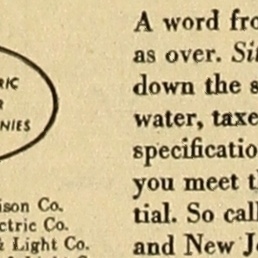 RIC
R
NIES
ison Co.
ctric Co.
& Light Co.
A word fro
as over. Sit
down the s
water, taxe
specificatio
you meet th
tial. So call
and New Je